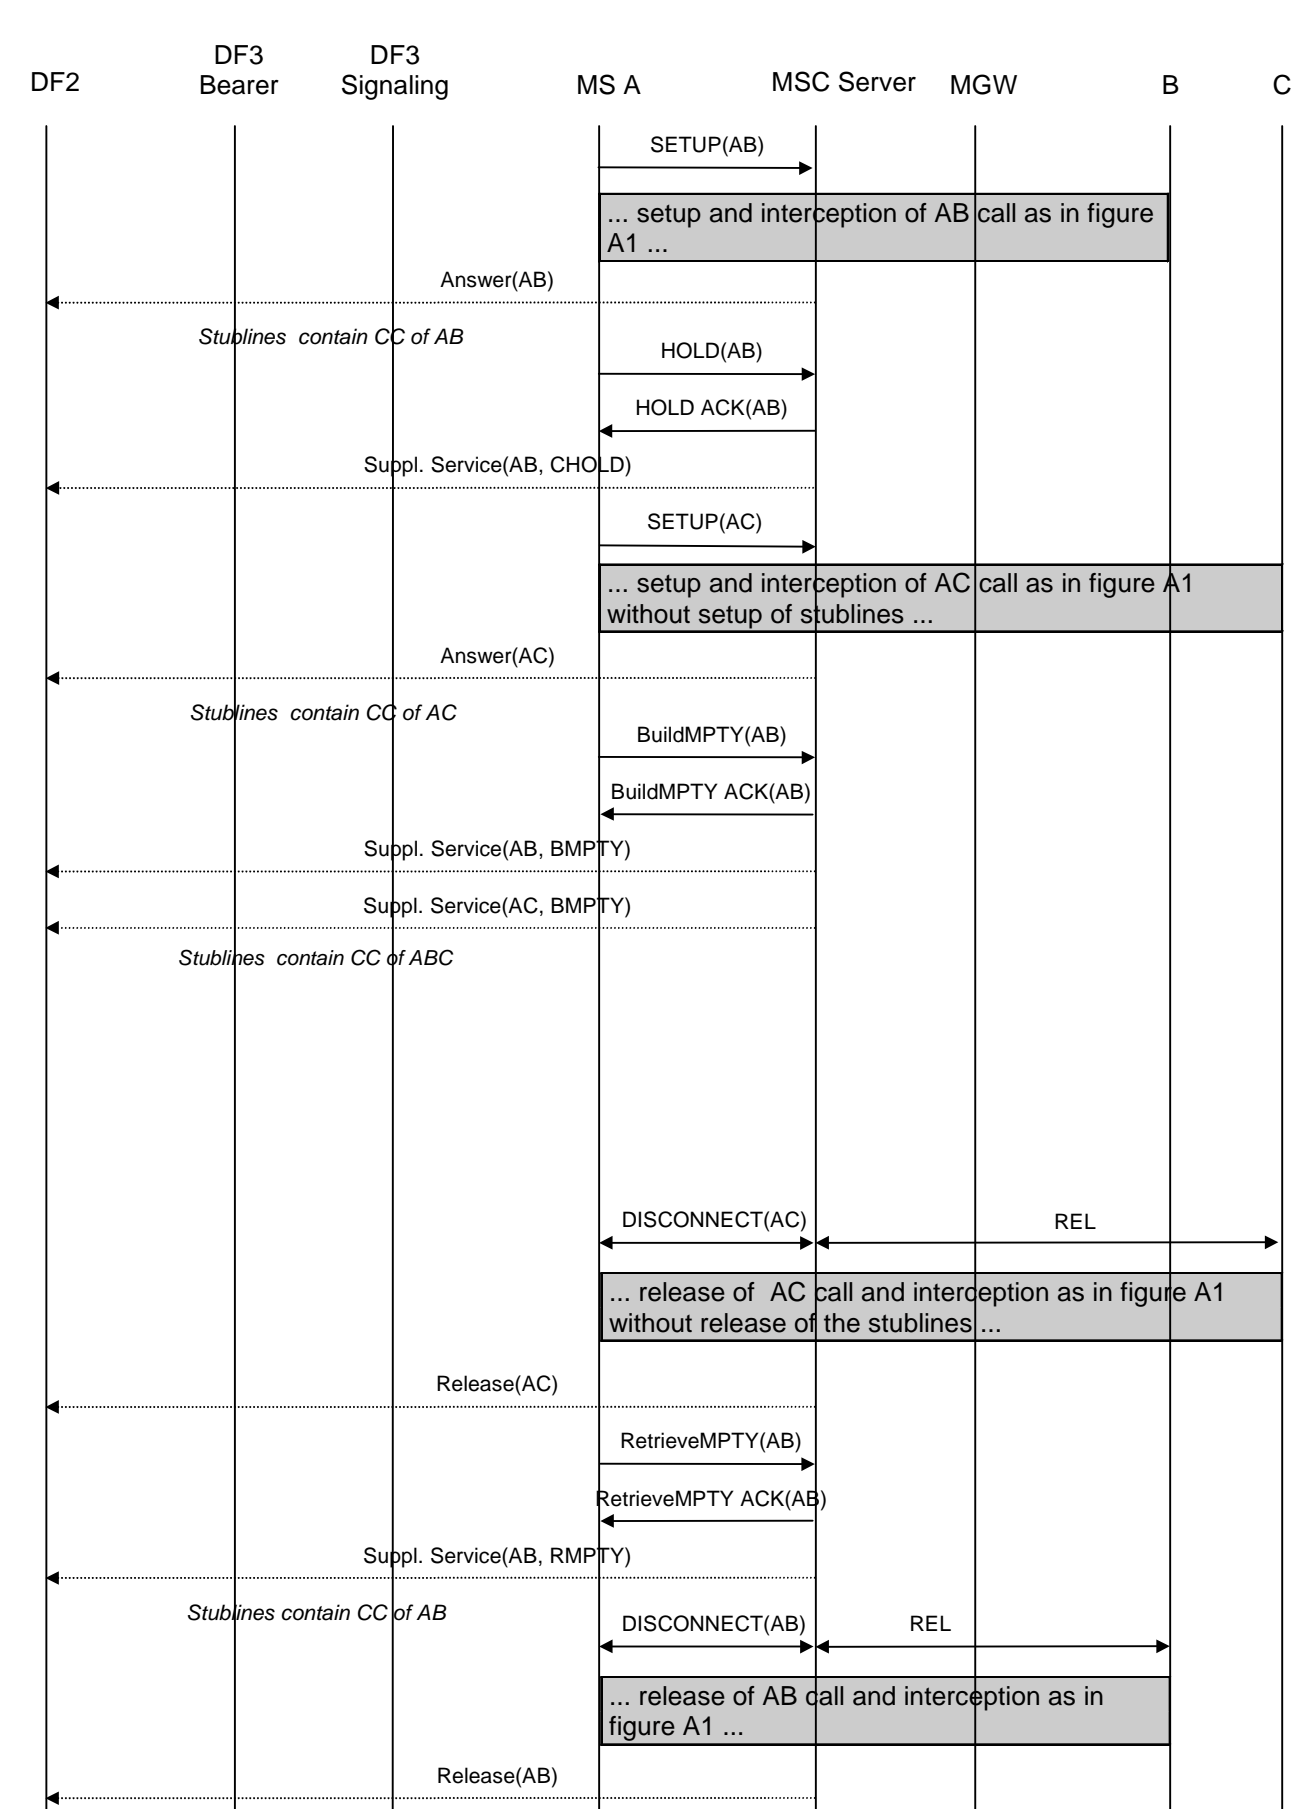 DF2
DF3
Bearer
DF3
Signaling
MS A
MSC Server
MGW
B
C
SETUP(AB)
... setup and interception of AB call as in figure
A1 ...
Answer(AB)
Stublines contain CC of AB
HOLD(AB)
HOLD ACK(AB)
Suppl. Service(AB, CHOLD)
SETUP(AC)
... setup and interception of AC call as in figure A1
without setup of stublines ...
Answer(AC)
Stublines contain CC of AC
BuildMPTY(AB)
BuildMPTY ACK(AB)
Suppl. Service(AB, BMPTY)
Suppl. Service(AC, BMPTY)
Stublines contain CC of ABC
DISCONNECT(AC)
REL
... release of AC call and interception as in figure A1
without release of the stublines ...
Release(AC)
RetrieveMPTY(AB)
RetrieveMPTY ACK(AB)
Suppl. Service(AB, RMPTY)
Stublines contain CC of AB
DISCONNECT(AB)
REL
... release of AB call and interception as in
figure A1 ...
Release(AB)